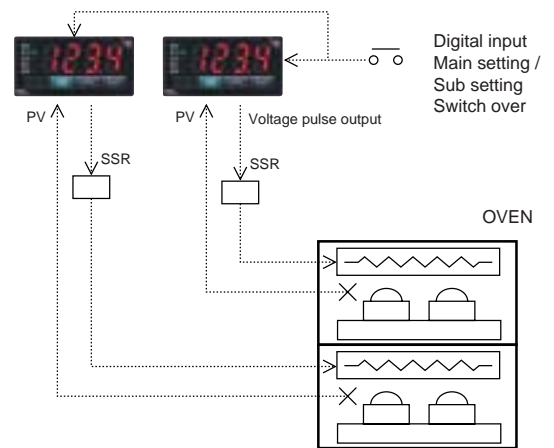 1234
1234
Digital input
Main setting /
Sub setting
Switch over
PV
PV
Voltage pulse output
SSR
SSR
OVEN